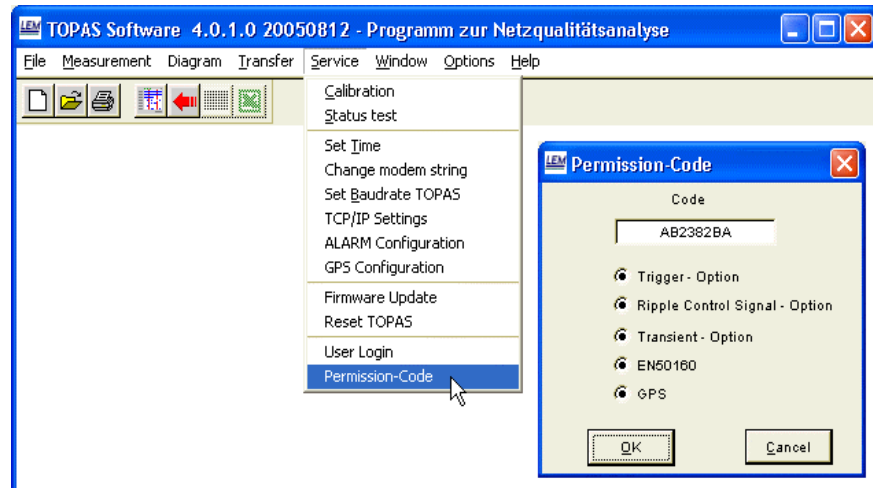 LEM TOPAS Software 4.0.1.0 20050812 - Programm zur Netzqualitätsanalyse
File Measurement Diagram Transfer Service Window Options Help
Calibration
Status test
Set Time
Change modem string
Set Baudrate TOPAS
TCP/IP Settings
ALARM Configuration
GPS Configuration
Firmware Update
Reset TOPAS
User Login
Permission-Code
LEM Permission-Code
Code
AB2382BA
Trigger - Option
Ripple Control Signal - Option
Transient - Option
EN50160
GPS
OK Cancel